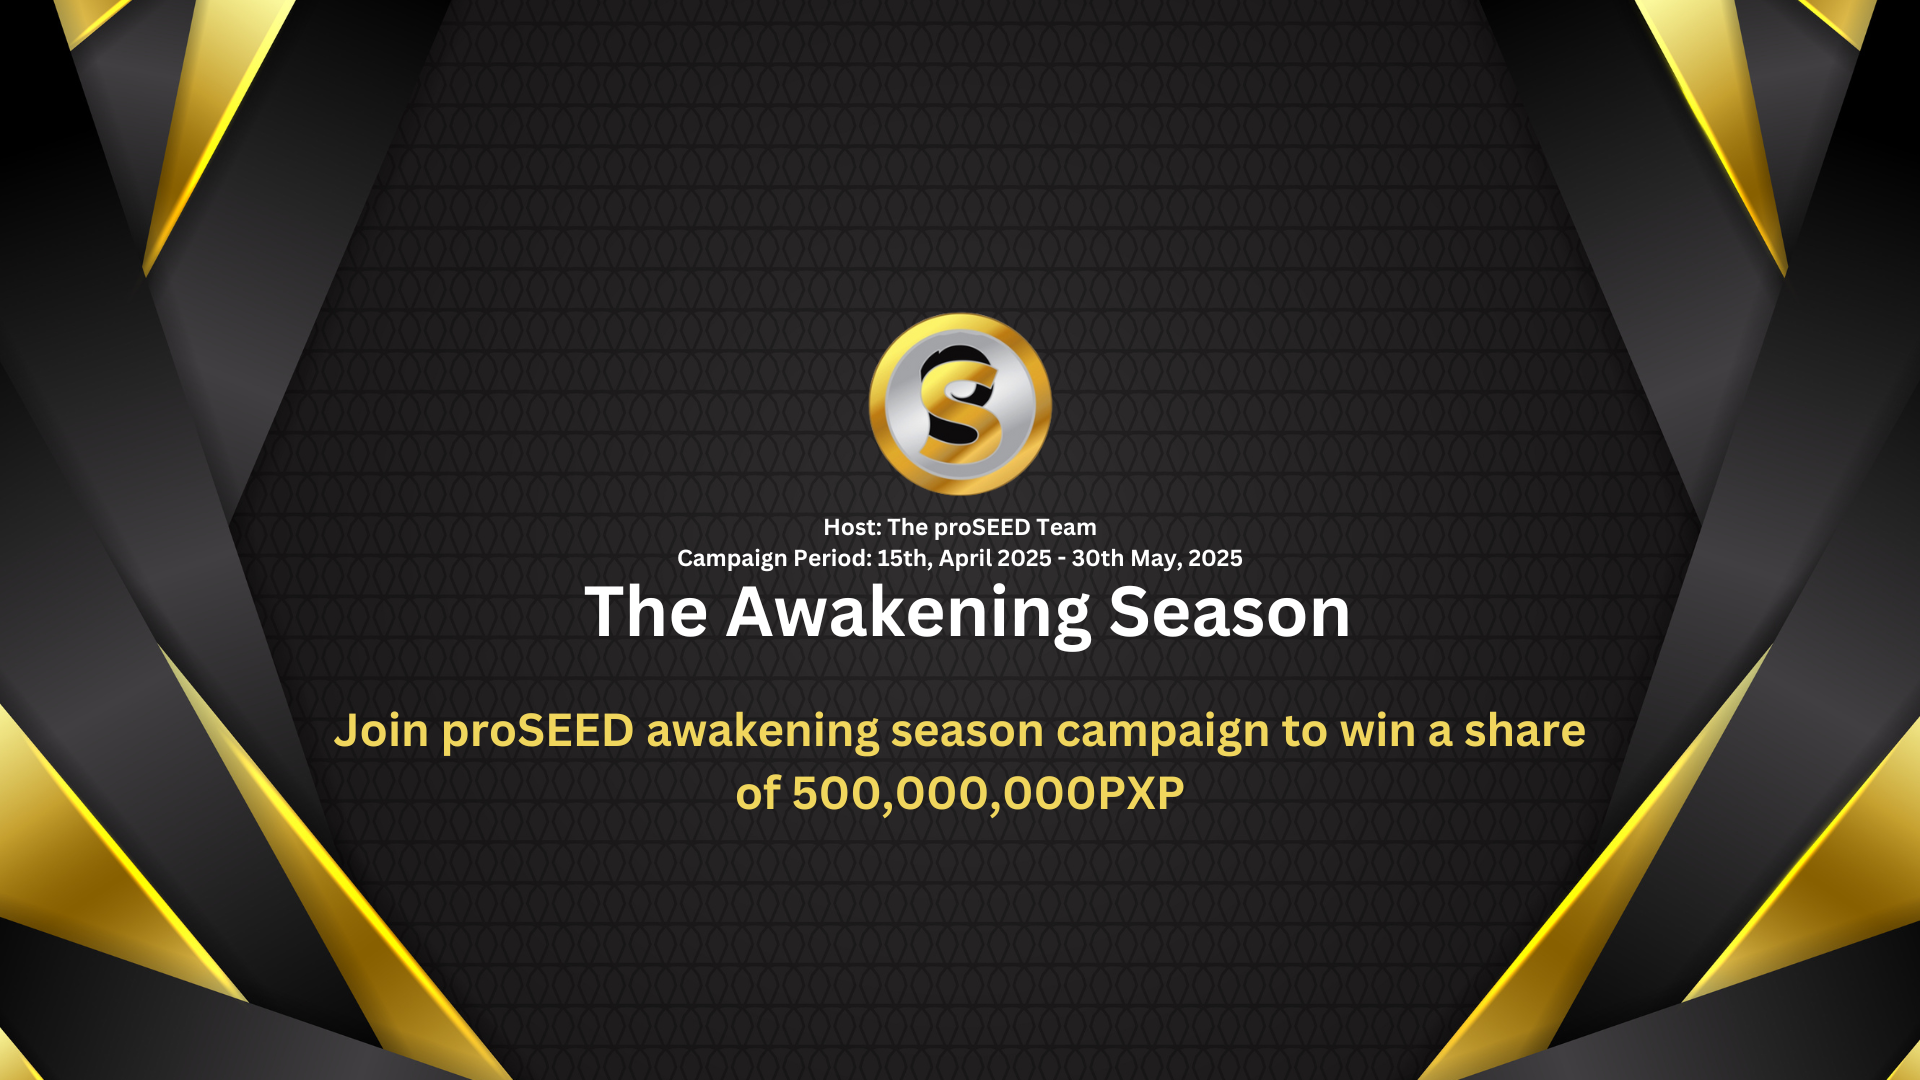 Host: The proSEED Team
Campaign Period: 15th, April 2025 - 30th May, 2025
The Awakening Season
Join proSEED awakening season campaign to win a share
of 500,000,000PXP